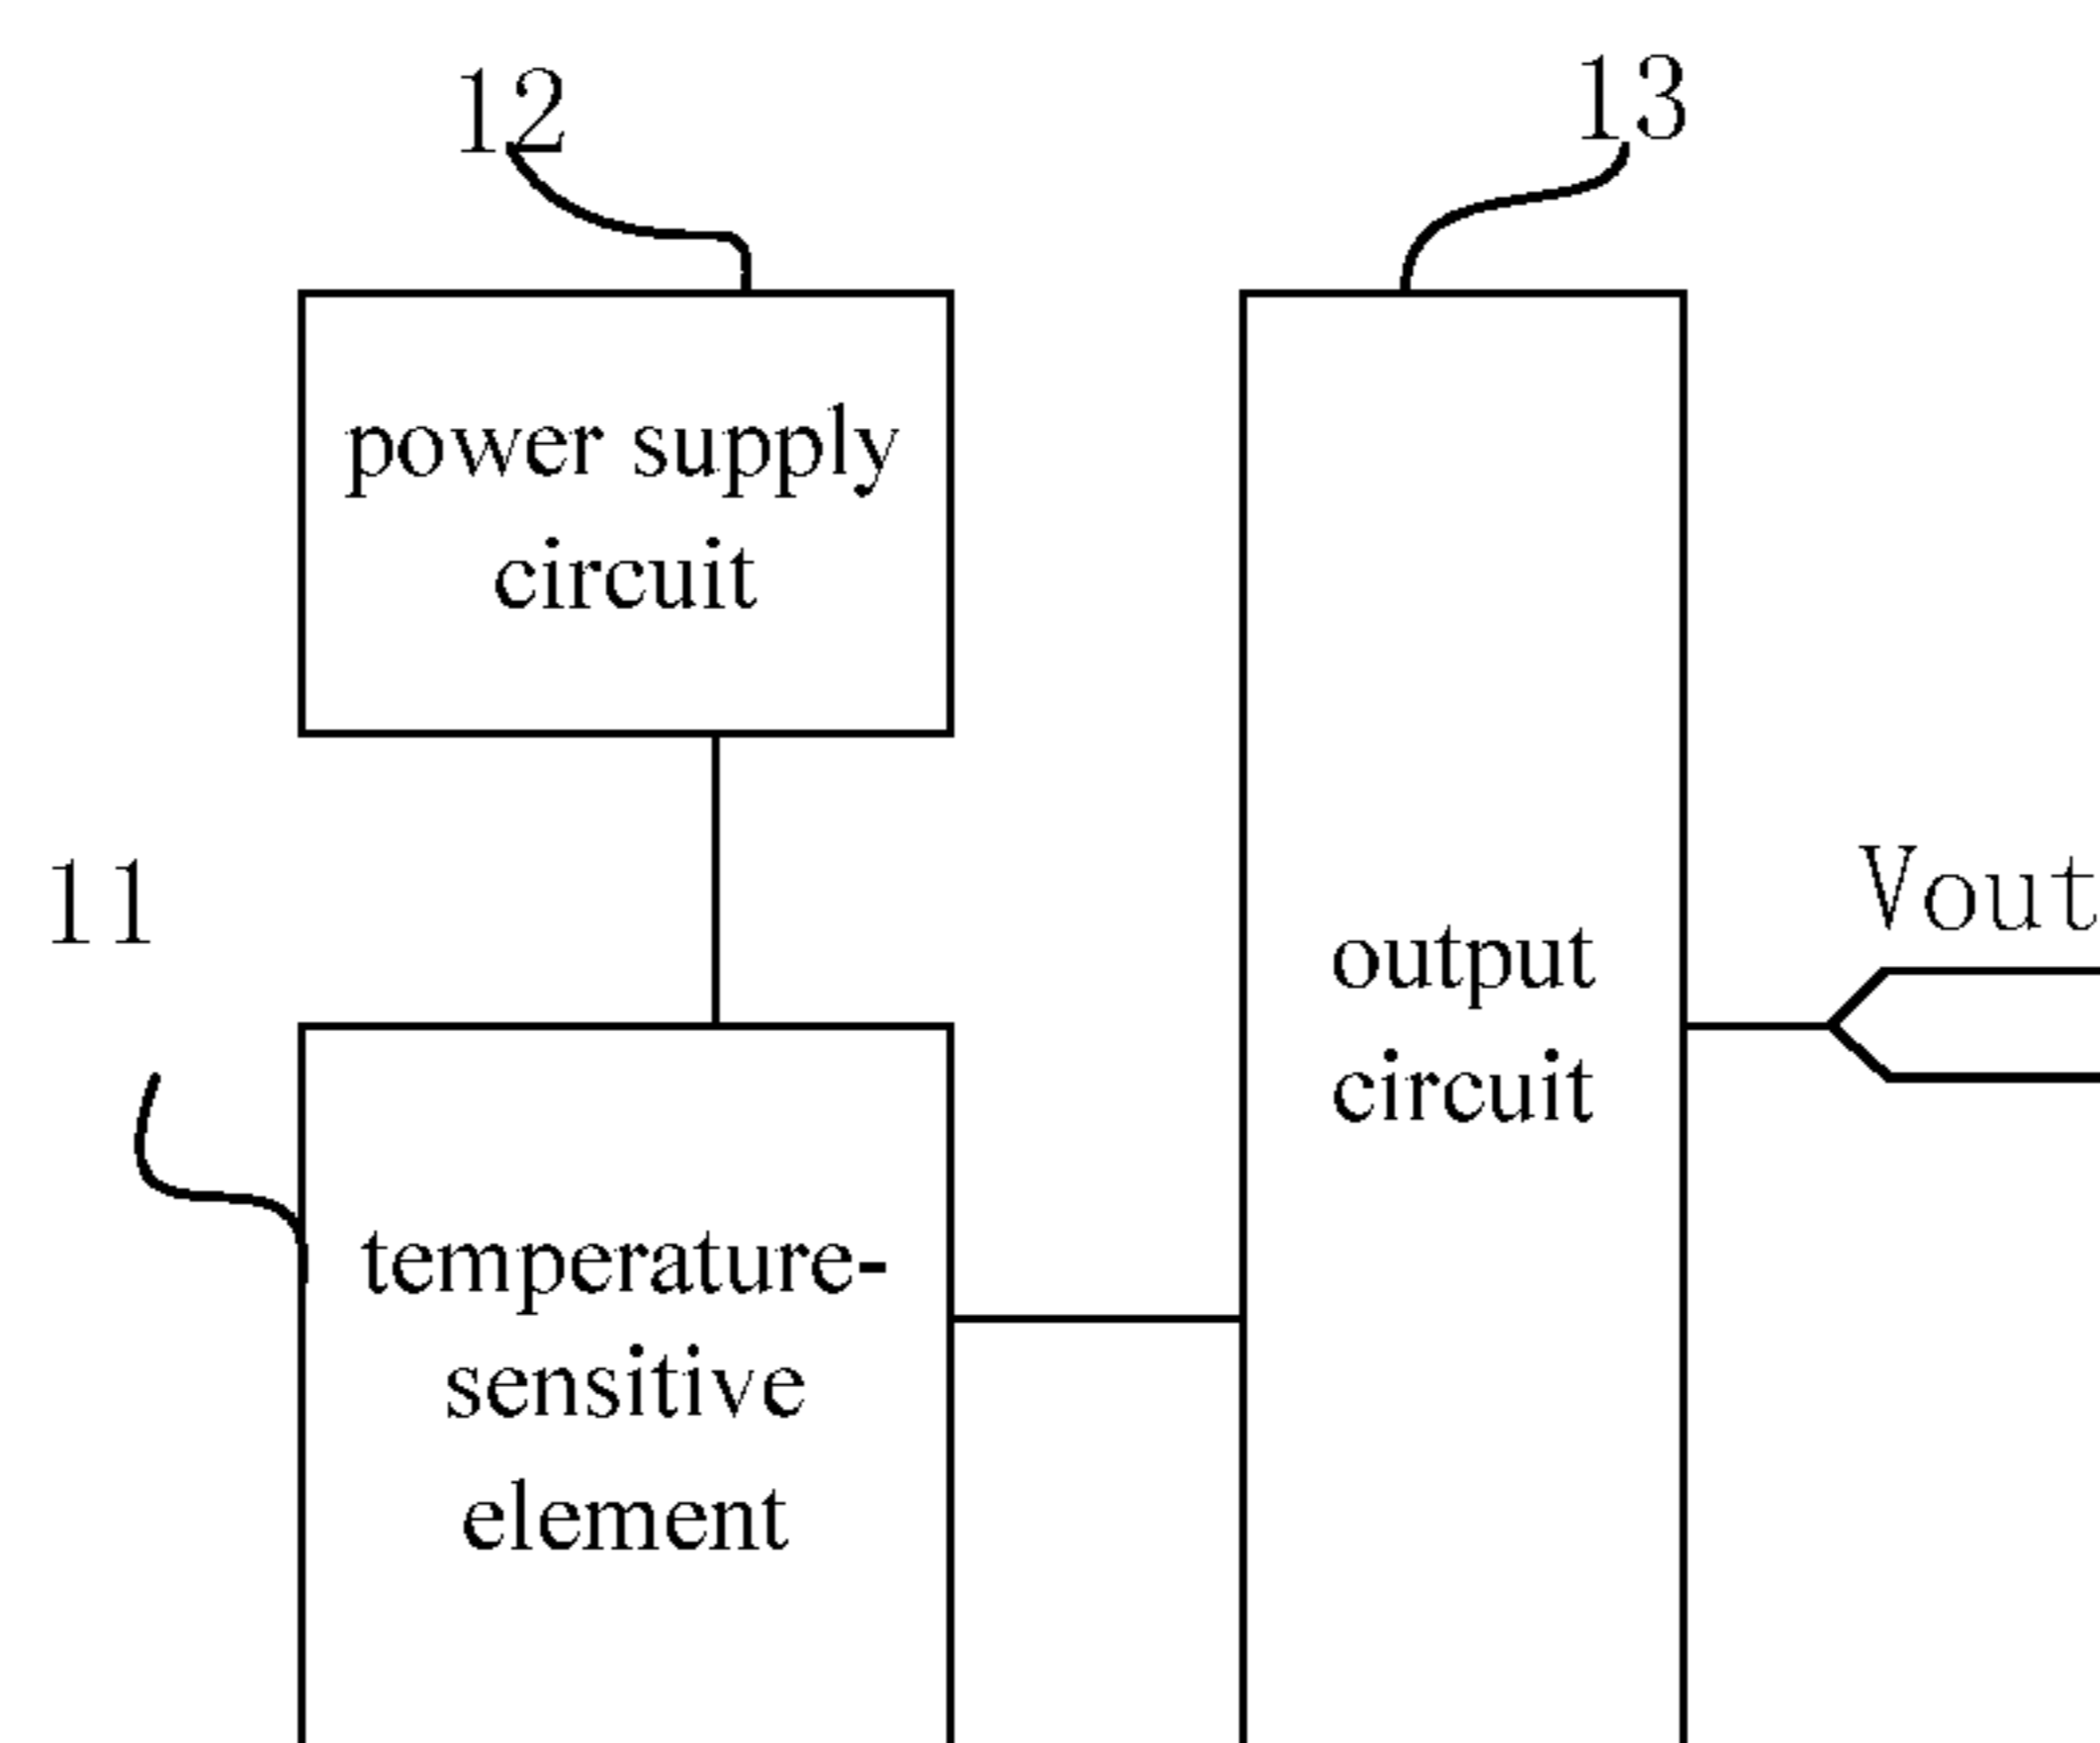 12
13
power supply
circuit
11
Vout
output
circuit
temperature-
sensitive
element